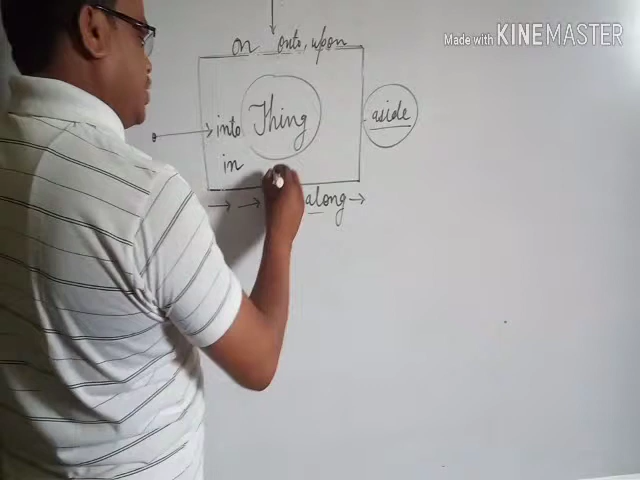 Made with KINEMASTER
on onto, upon
into Thing
aside
in
along